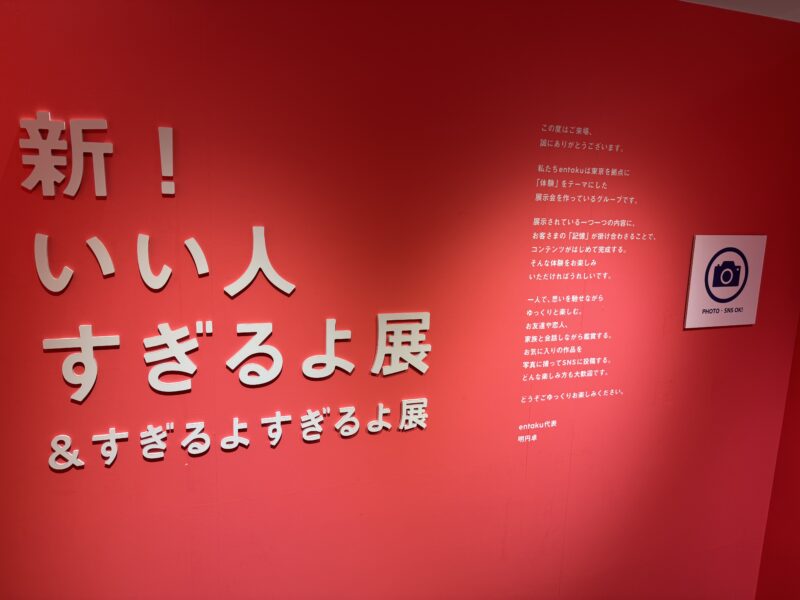 新！
いい人
すぎるよ展
&すぎるよすぎるよ展
この度はご来場、
誠にありがとうございます。
私たちentakuは東京を拠点に
「体験」をテーマにした
展示会を作っているグループです。
展示されている一つ一つの内容に、
お客さまの「記憶」が掛け合わさることで、
コンテンツがはじめて完成する。
そんな体験をお楽しみ
いただければうれしいです。
一人で、思いを馳せながら
ゆっくりと楽しむ。
お友達や恋人、
家族と会話しながら鑑賞する。
お気に入りの作品を
写真に撮ってSNSに投稿する。
どんな楽しみ方も大歓迎です。
どうぞごゆっくりお楽しみください。
entaku代表
明円卓
PHOTO・SNS OK!